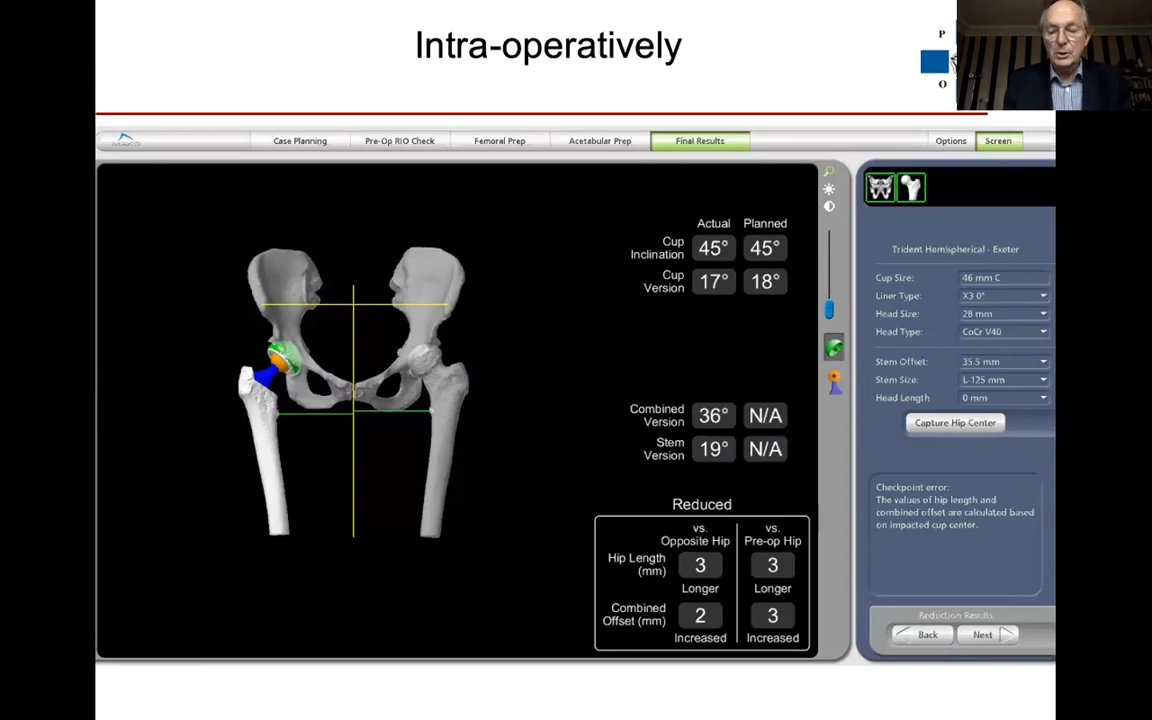 Intra-operatively
P
O
MAKO
Case Planning
Pre-Op RIO Check
Femoral Prep
Acetabular Prep
Final Results
Options
Screen
Actual Planned
Cup Inclination 45° 45°
Cup Version 17° 18°
Combined Version 36° N/A
Stem Version 19° N/A
Reduced
vs. Opposite Hip
vs. Pre-op Hip
Hip Length (mm) 3 3
Longer Longer
Combined Offset (mm) 2 3
Increased Increased
Trident Hemispherical - Exeter
Cup Size: 46 mm C
Liner Type: X3 0°
Head Size: 28 mm
Head Type: CoCr V40
Stem Offset: 35.5 mm
Stem Size: L-125 mm
Head Length 0 mm
Capture Hip Center
Checkpoint error:
The values of hip length and
combined offset are calculated based
on impacted cup center.
Reduction Results
Back
Next